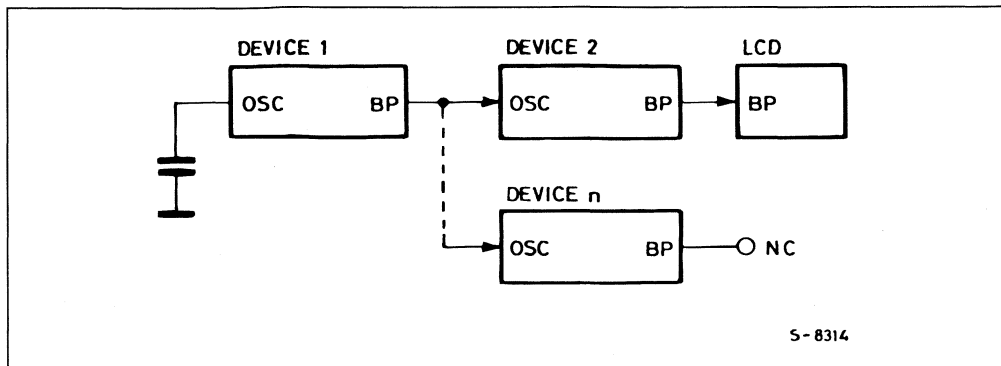 DEVICE 1
DEVICE 2
LCD
OSC BP
OSC BP
BP
DEVICE n
OSC BP
NC
S-8314